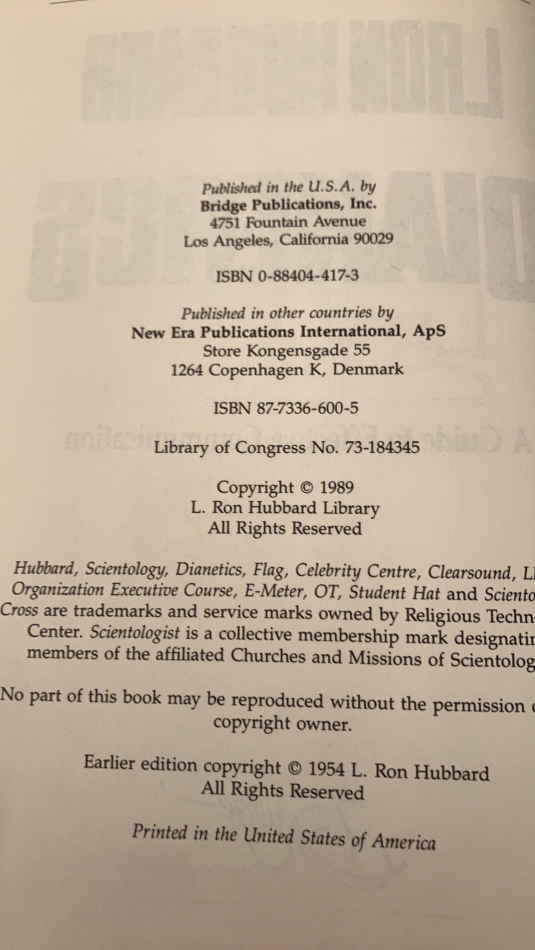 Published in the U.S.A. by
Bridge Publications, Inc.
4751 Fountain Avenue
Los Angeles, California 90029
ISBN 0-88404-417-3
Published in other countries by
New Era Publications International, ApS
Store Kongensgade 55
1264 Copenhagen K, Denmark
ISBN 87-7336-600-5
Library of Congress No. 73-184345
Copyright © 1989
L. Ron Hubbard Library
All Rights Reserved
Hubbard, Scientology, Dianetics, Flag, Celebrity Centre, Clearsound,
Organization Executive Course, E-Meter, OT, Student Hat and
Cross are trademarks and service marks owned by Religious
Center. Scientologist is a collective membership mark
members of the affiliated Churches and Missions of
No part of this book may be reproduced without the permission
copyright owner.
Earlier edition copyright © 1954 L. Ron Hubbard
All Rights Reserved
Printed in the United States of America